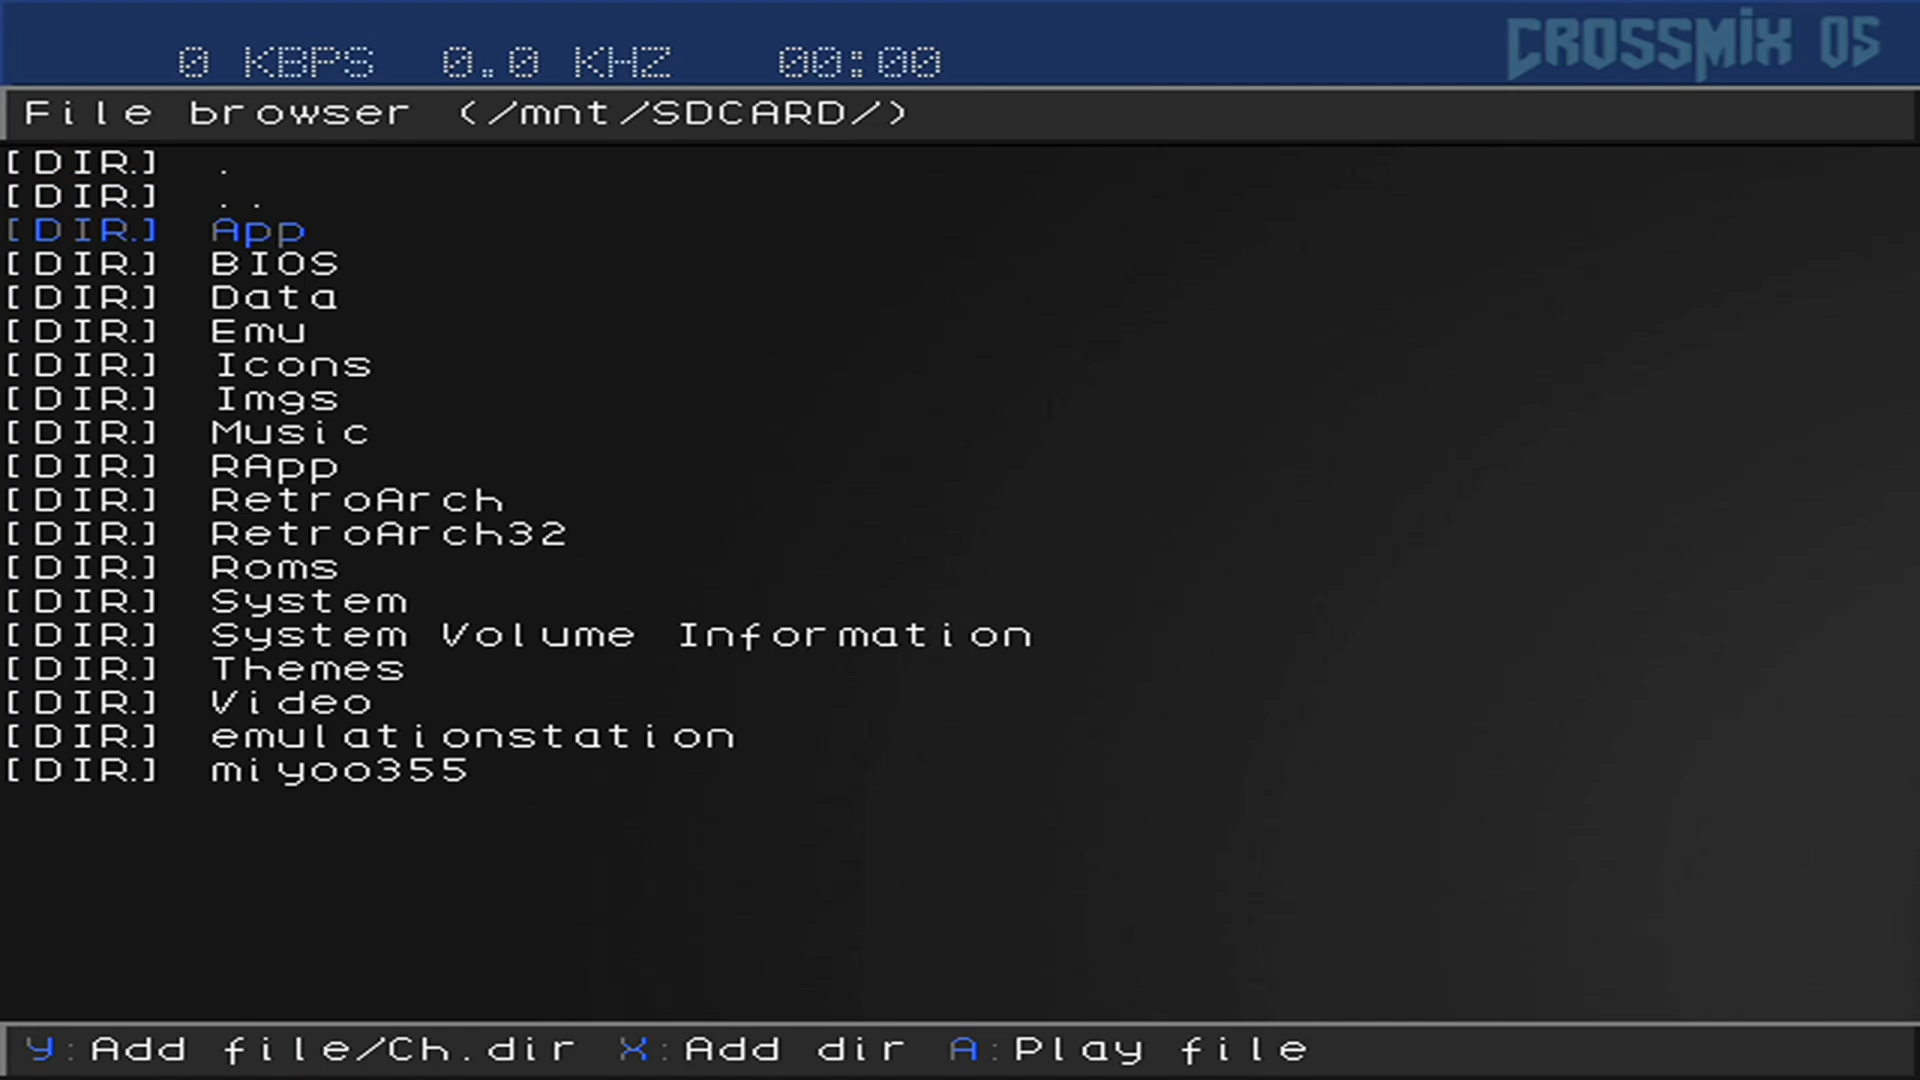 0 KBPS 0.0 KHZ 00:00
CROSSMIX OS
File browser (/mnt/SDCARD/)
[DIR.] .
[DIR.] ..
[DIR.] App
[DIR.] BIOS
[DIR.] Data
[DIR.] Emu
[DIR.] Icons
[DIR.] Imgs
[DIR.] Music
[DIR.] RApp
[DIR.] RetroArch
[DIR.] RetroArch32
[DIR.] Roms
[DIR.] System
[DIR.] System Volume Information
[DIR.] Themes
[DIR.] Video
[DIR.] emulationstation
[DIR.] miyoo355
Y:Add file/Ch.dir X:Add dir A:Play file